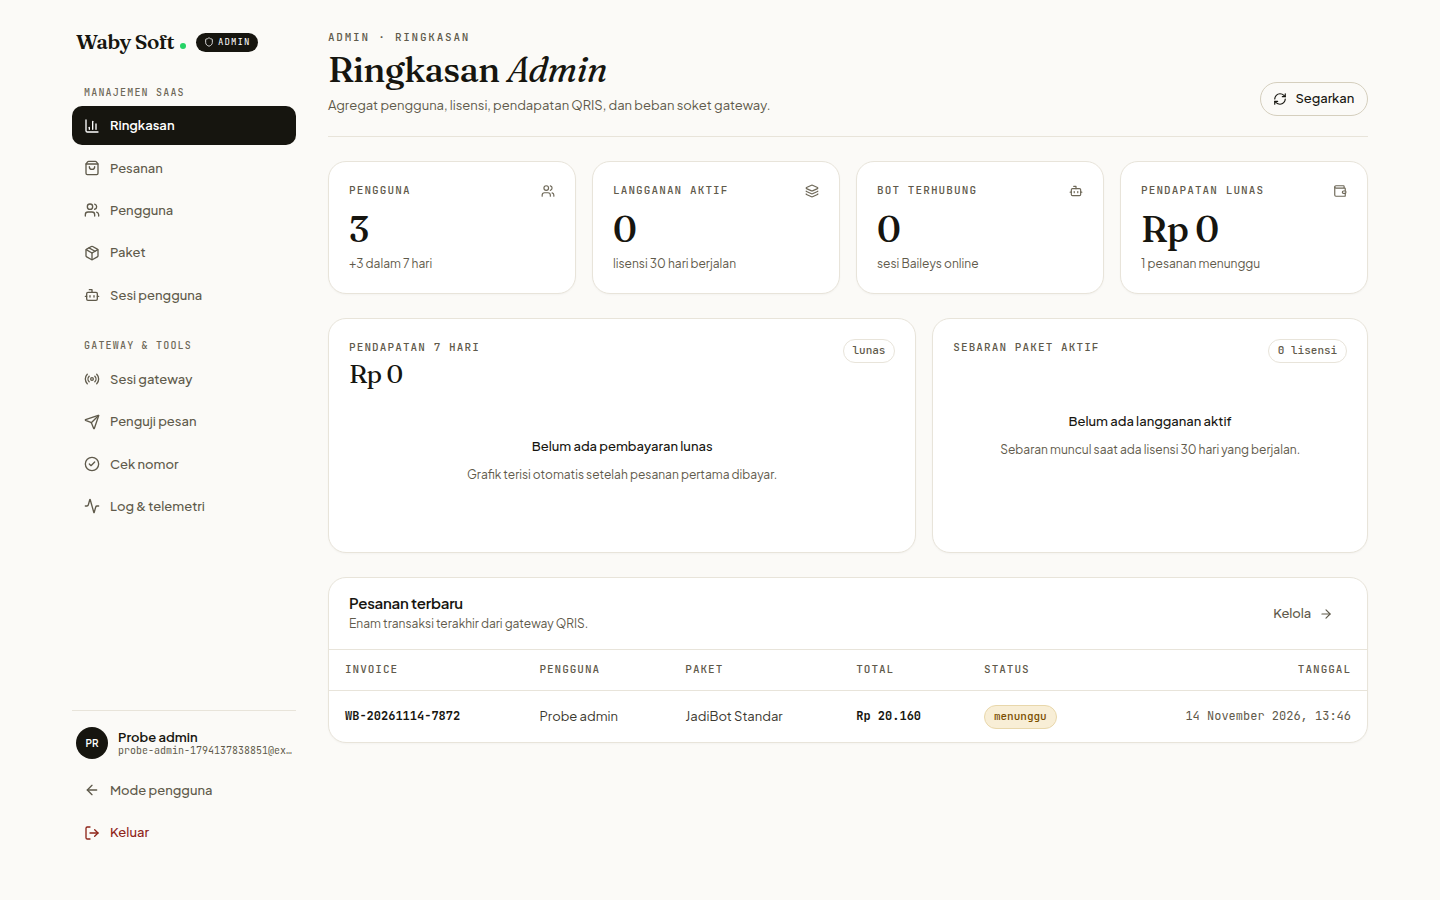 Waby Soft
ADMIN
MANAJEMEN SAAS
Ringkasan
Pesanan
Pengguna
Paket
Sesi pengguna
GATEWAY & TOOLS
Sesi gateway
Penguji pesan
Cek nomor
Log & telemetri
PR
Probe admin
probe-admin-1794137838851@ex…
Mode pengguna
Keluar
ADMIN · RINGKASAN
Ringkasan Admin
Agregat pengguna, lisensi, pendapatan QRIS, dan beban soket gateway.
Segarkan
PENGGUNA
3
+3 dalam 7 hari
LANGGANAN AKTIF
0
lisensi 30 hari berjalan
BOT TERHUBUNG
0
sesi Baileys online
PENDAPATAN LUNAS
Rp 0
1 pesanan menunggu
PENDAPATAN 7 HARI
Rp 0
lunas
Belum ada pembayaran lunas
Grafik terisi otomatis setelah pesanan pertama dibayar.
SEBARAN PAKET AKTIF
0 lisensi
Belum ada langganan aktif
Sebaran muncul saat ada lisensi 30 hari yang berjalan.
Pesanan terbaru
Enam transaksi terakhir dari gateway QRIS.
Kelola
INVOICE PENGGUNA PAKET TOTAL STATUS TANGGAL
WB-20261114-7872 Probe admin JadiBot Standar Rp 20.160 menunggu 14 November 2026, 13:46